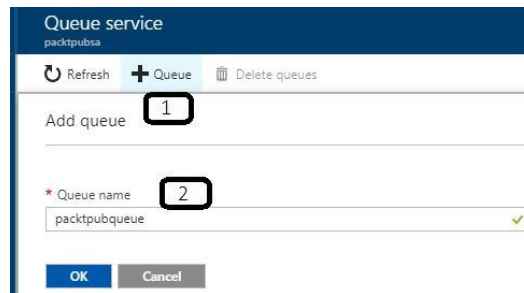 Queue service
packtpubsa
Refresh Queue Delete queues
1
Add queue
* Queue name
2
packtpubqueue
OK Cancel